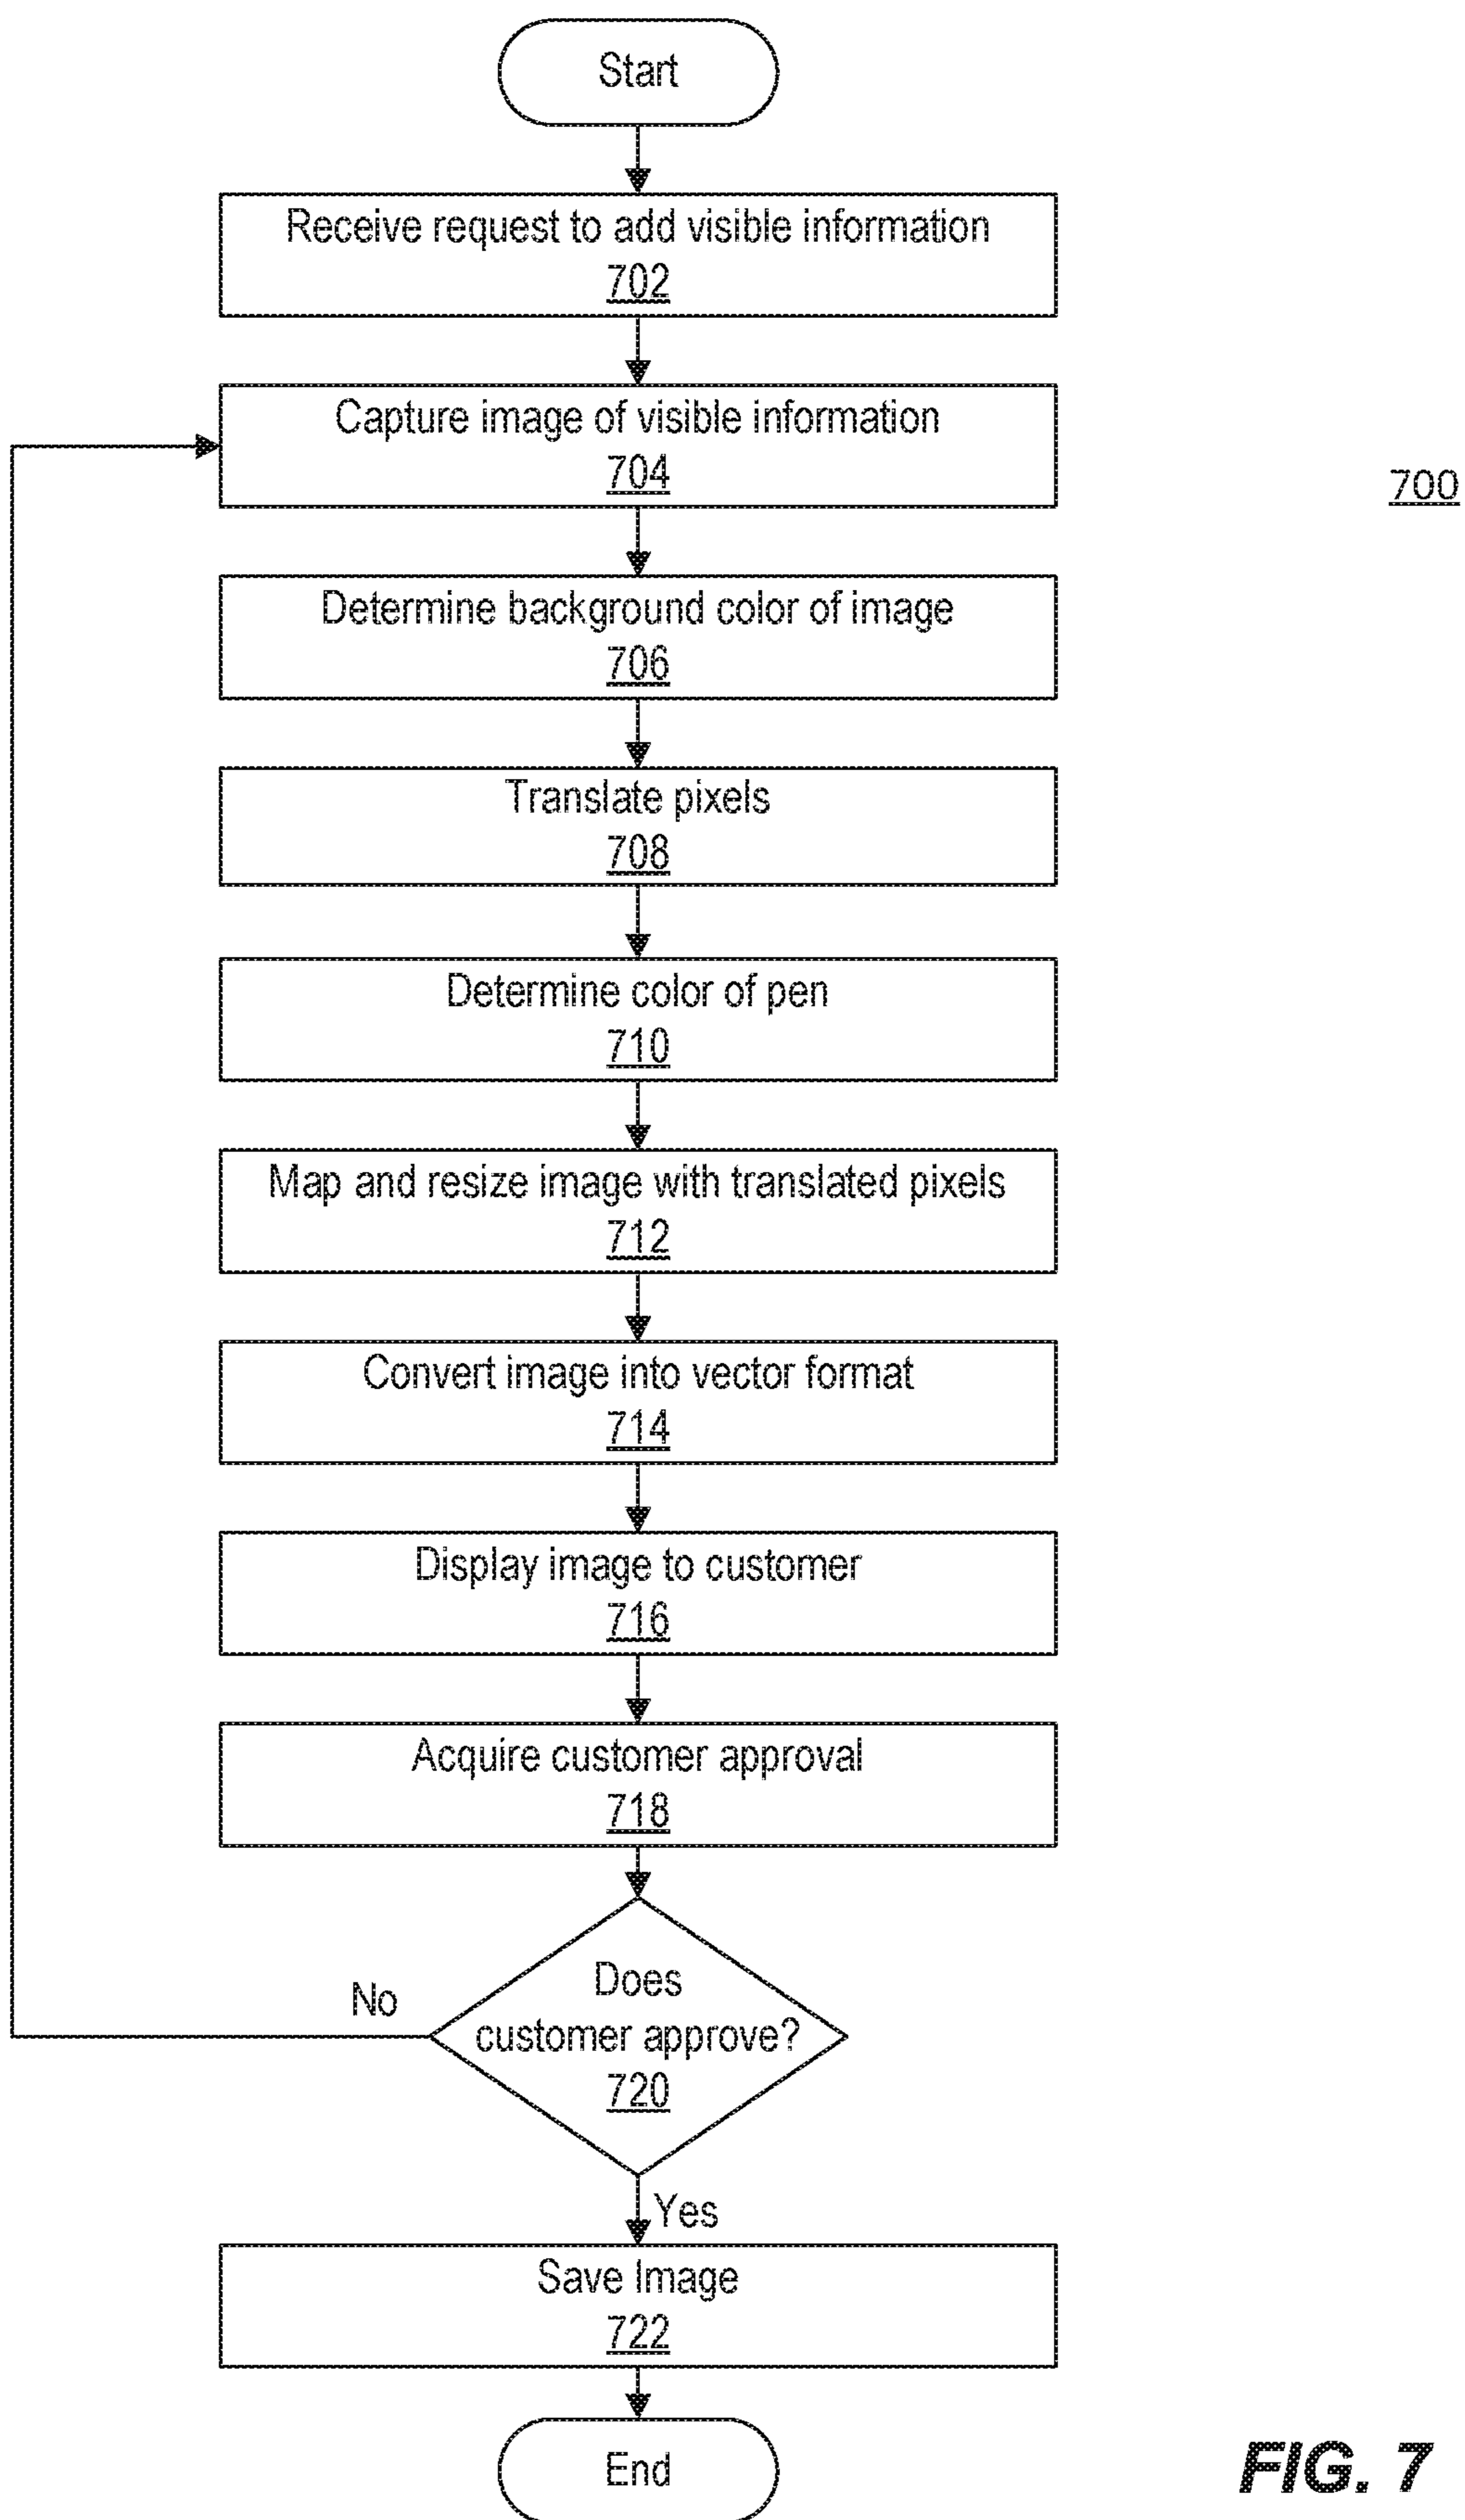 Start
Receive request to add visible information
702
Capture image of visible information
704
700
Determine background color of image
706
Translate pixels
708
Determine color of pen
710
Map and resize image with translated pixels
712
Convert image into vector format
714
Display image to customer
716
Acquire customer approval
718
No
Does
customer approve?
720
Yes
Save Image
722
End
FIG. 7